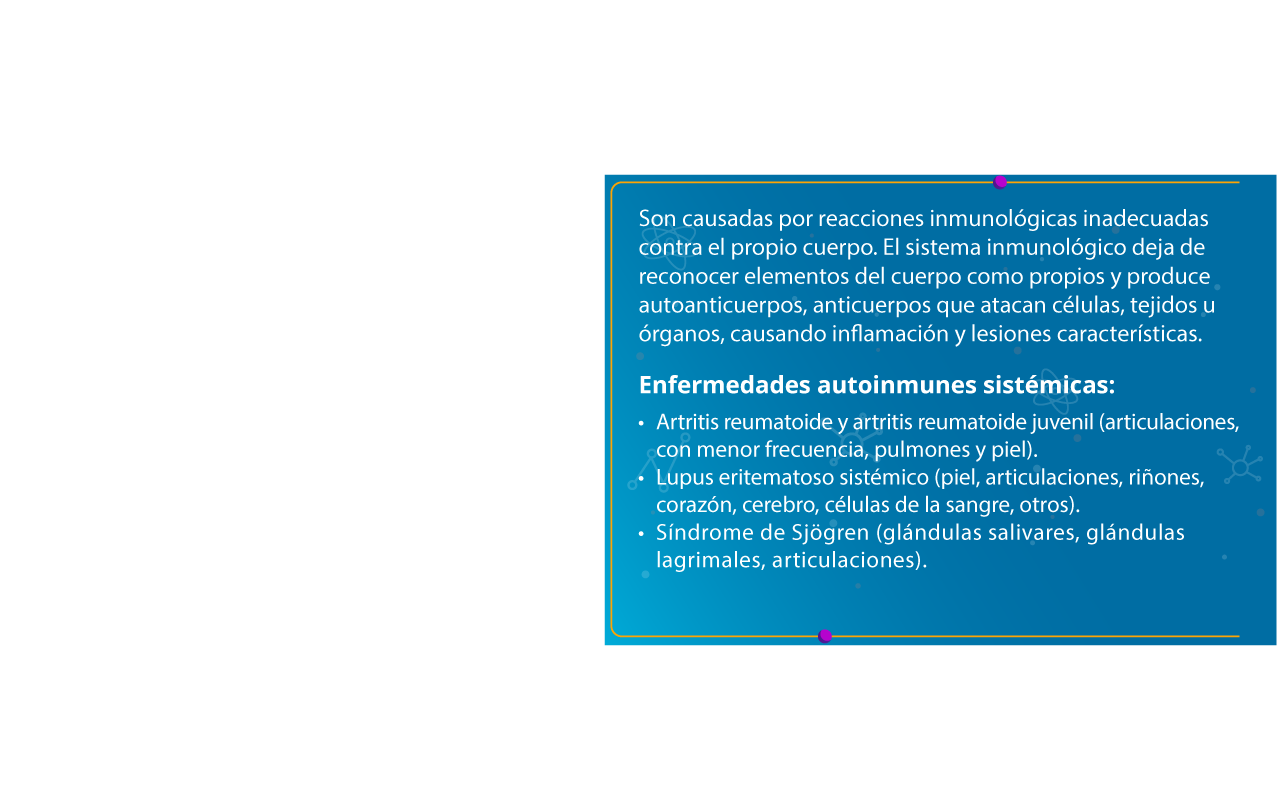 Son causadas por reacciones inmunológicas inadecuadas
contra el propio cuerpo. El sistema inmunológico deja de
reconocer elementos del cuerpo como propios y produce
autoanticuerpos, anticuerpos que atacan células, tejidos u
órganos, causando inflamación y lesiones características.
Enfermedades autoinmunes sistémicas:
• Artritis reumatoide y artritis reumatoide juvenil (articulaciones,
con menor frecuencia, pulmones y piel).
• Lupus eritematoso sistémico (piel, articulaciones, riñones,
corazón, cerebro, células de la sangre, otros).
• Síndrome de Sjögren (glándulas salivares, glándulas
lagrimales, articulaciones).